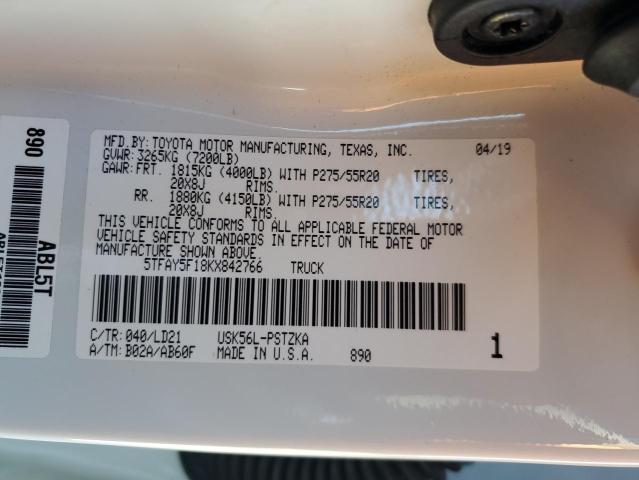 MFD.BY:TOYOTA MOTOR MANUFACTURING, TEXAS, INC. 04/19
GVWR:3265KG (7200LB)
GAWR:FRT. 1815KG (4000LB) WITH P275/55R20 TIRES,
20X8J RIMS.
RR. 1880KG (4150LB) WITH P275/55R20 TIRES,
20X8J RIMS.
THIS VEHICLE CONFORMS TO ALL APPLICABLE FEDERAL MOTOR
VEHICLE SAFETY STANDARDS IN EFFECT ON THE DATE OF
MANUFACTURE SHOWN ABOVE.
5TFAY5F18KX842766 TRUCK
C/TR:040/LD21 USK56L-PSTZKA
A/TM:B02A/AB60F MADE IN U.S.A. 890 1
890
ABL5T